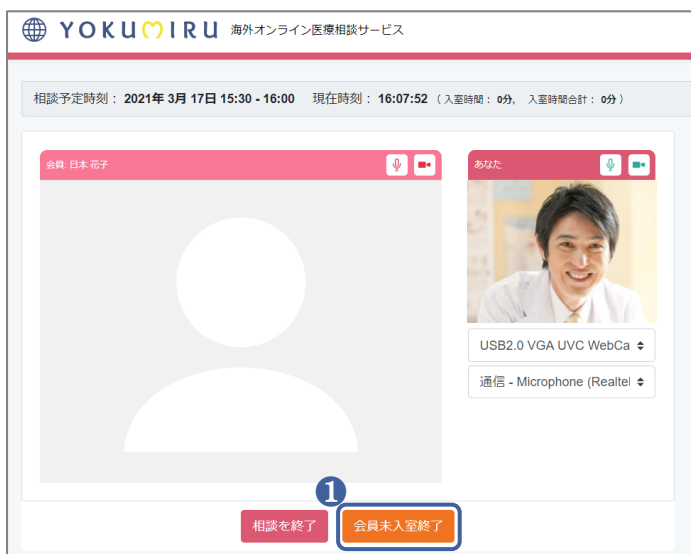 YOKUMIRU 海外オンライン医療相談サービス
相談予定時刻： 2021年 3月 17日 15:30 - 16:00 現在時刻： 16:07:52 （ 入室時間： 0分, 入室時間合計： 0分 ）
会員: 日本 花子
あなた
USB2.0 VGA UVC WebCa
通信 - Microphone (Realtel
1
相談を終了
会員未入室終了